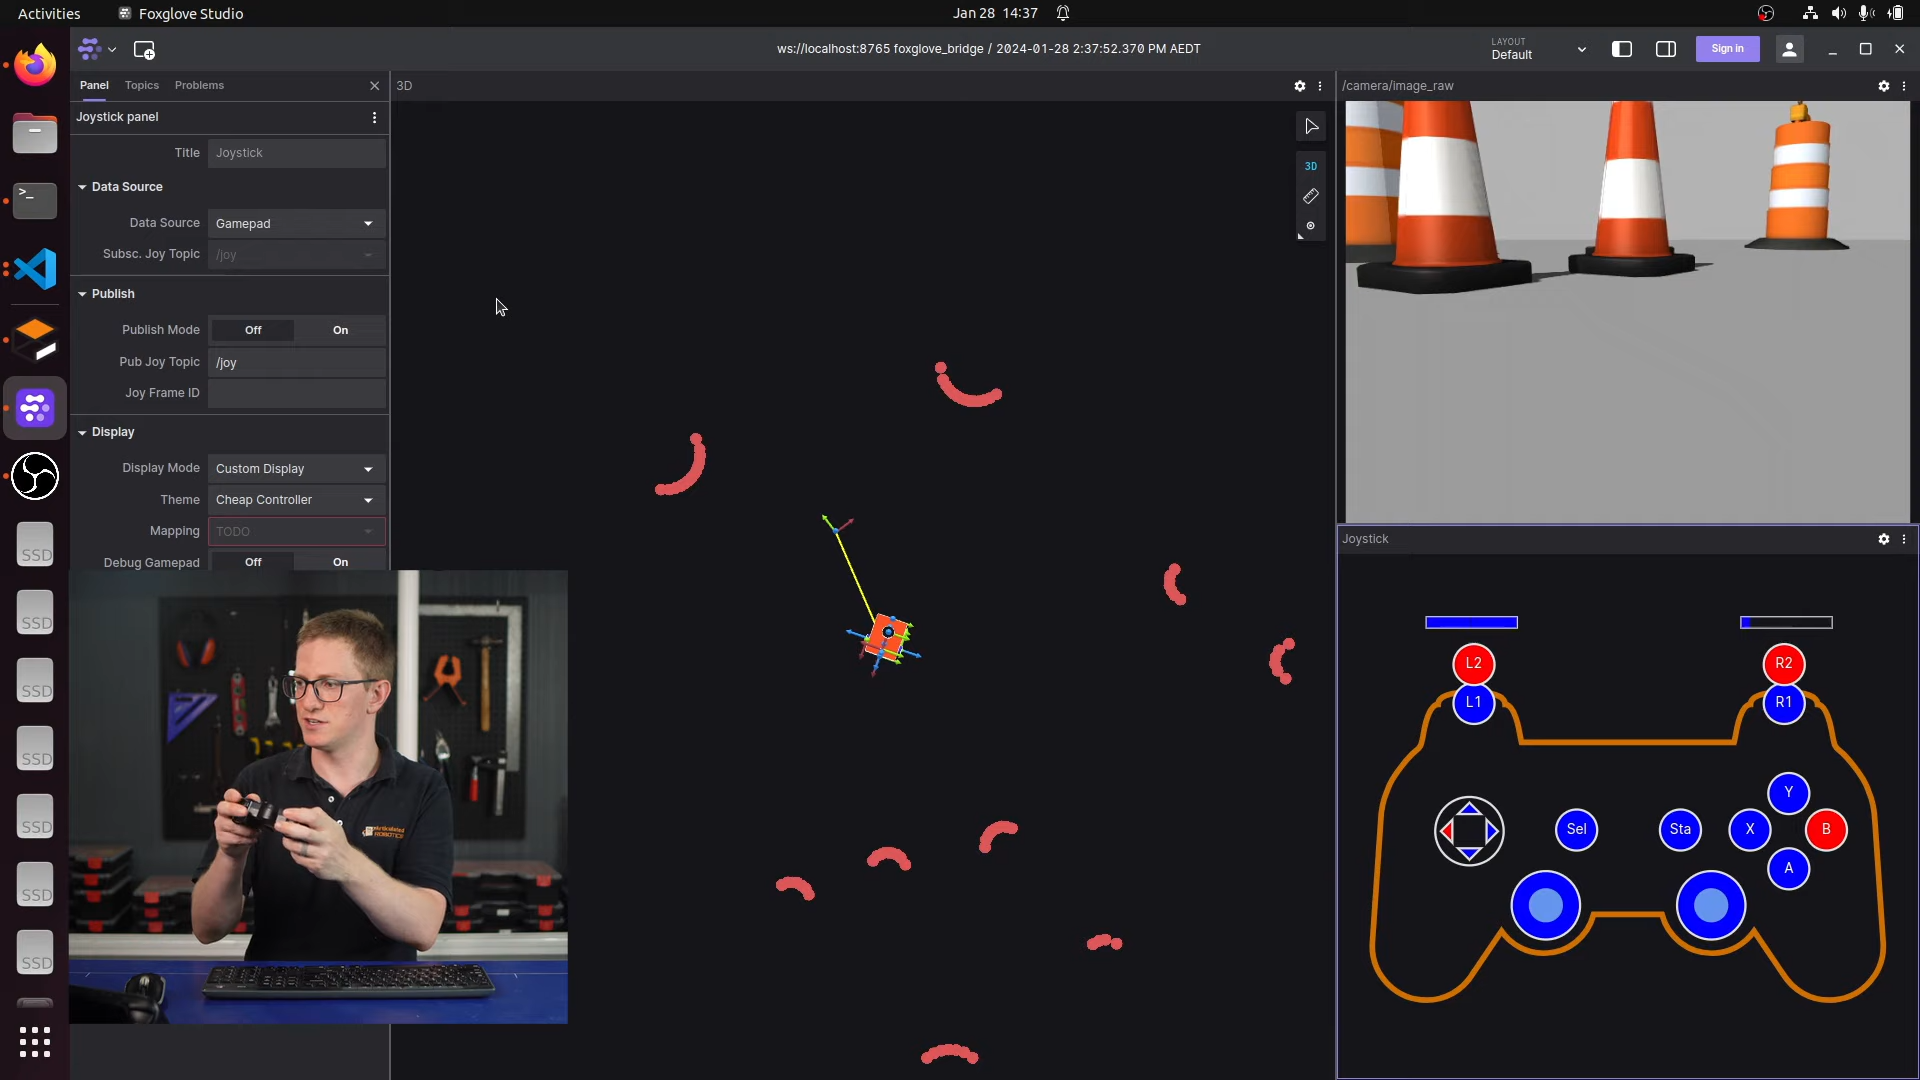 Activities
Foxglove Studio
Jan 28 14:37
ws://localhost:8765 foxglove_bridge / 2024-01-28 2:37:52.370 PM AEDT
LAYOUT
Default
Sign in
Panel
Topics
Problems
Joystick panel
Title
Joystick
Data Source
Data Source
Gamepad
Subsc. Joy Topic
/joy
Publish
Publish Mode
Off
On
Pub Joy Topic
/joy
Joy Frame ID
Display
Display Mode
Custom Display
Theme
Cheap Controller
Mapping
TODO
Debug Gamepad
Off
On
3D
3D
/camera/image_raw
Joystick
L2
R2
L1
R1
Y
Sel
Sta
X
B
A
SSD
SSD
SSD
SSD
SSD
SSD
SSD
Articulated
ROBOTICS